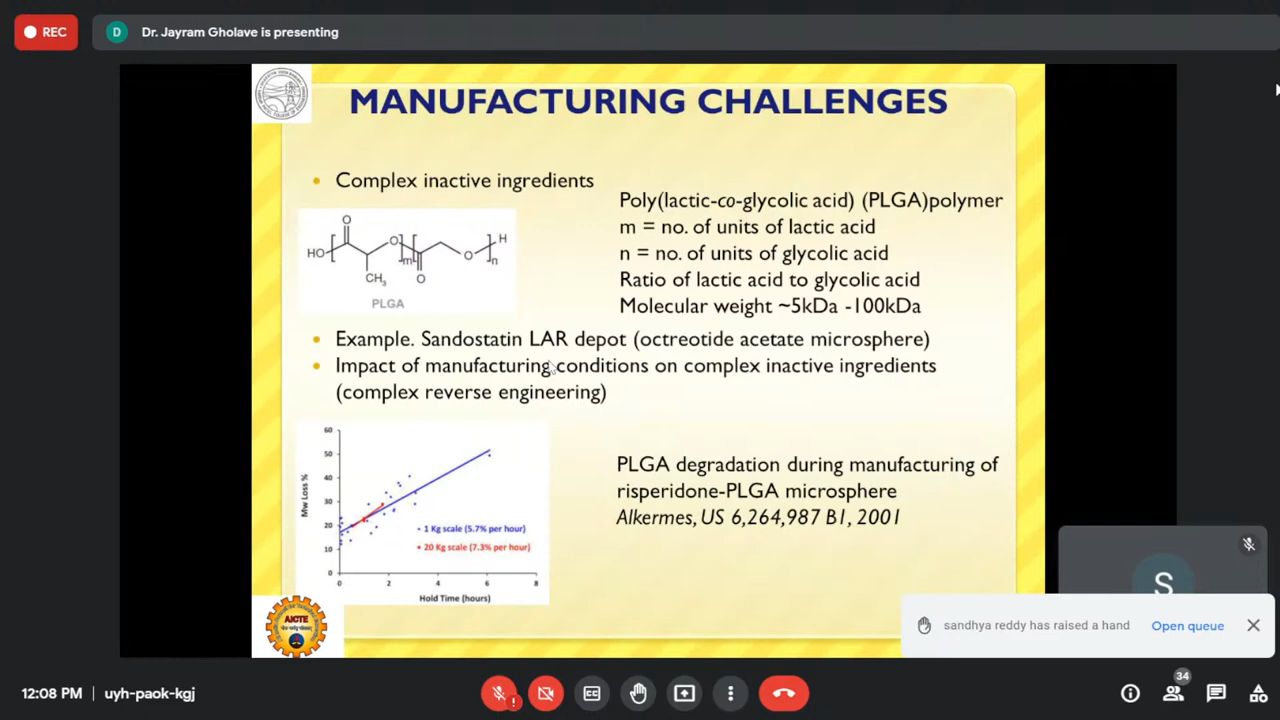 REC
D
Dr. Jayram Gholave is presenting
MANUFACTURING CHALLENGES
• Complex inactive ingredients
Poly(lactic-co-glycolic acid) (PLGA)polymer
m = no. of units of lactic acid
n = no. of units of glycolic acid
Ratio of lactic acid to glycolic acid
Molecular weight ~5kDa -100kDa
O
HO
O
m
O
n
H
CH3
O
PLGA
• Example. Sandostatin LAR depot (octreotide acetate microsphere)
• Impact of manufacturing conditions on complex inactive ingredients
(complex reverse engineering)
60
50
40
30
20
10
0
Mw Loss %
1 Kg scale (5.7% per hour)
20 Kg scale (7.3% per hour)
0 2 4 6 8
Hold Time (hours)
PLGA degradation during manufacturing of
risperidone-PLGA microsphere
Alkermes, US 6,264,987 B1, 2001
AICTE
S
sandhya reddy has raised a hand
Open queue
12:08 PM
uyh-paok-kgj
34